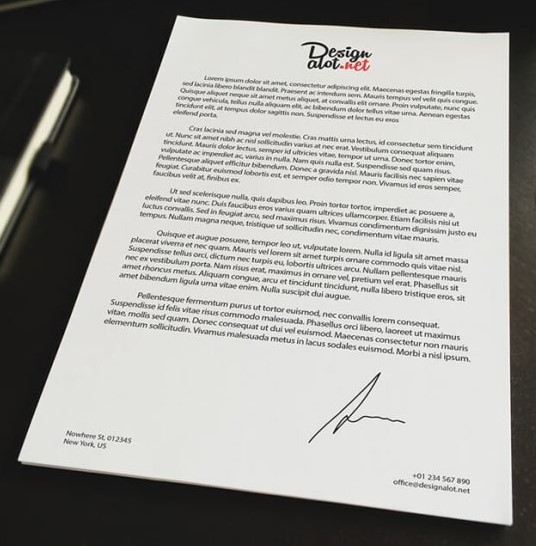 Design
alot.net
Lorem ipsum dolor sit amet, consectetur adipiscing elit. Maecenas egestas fringilla turpis,
sed lacinia libero blandit blandit. Praesent ac interdum sem. Mauris tempus vel velit quis congue.
Quisque aliquet neque sit amet metus aliquet, at convallis elit ornare. Proin vulputate, nunc quis
congue vehicula, tellus nulla aliquam elit, ac bibendum dolor tellus vitae urna. Aenean egestas
tincidunt elit, at tempus dolor sagittis non. Suspendisse et lectus eu eros
eleifend porta.
Cras lacinia sed magna vel molestie. Cras mattis urna lectus, id consectetur sem tincidunt
ut. Nunc sit amet nibh ac nisl sollicitudin varius at nec erat. Vestibulum consequat aliquam
tincidunt. Mauris dolor lectus, semper id ultricies vitae, tempor ut urna. Donec tortor enim,
vulputate ac imperdiet ac, varius in nulla. Nam quis nulla est. Suspendisse sed quam risus.
Pellentesque aliquet efficitur bibendum. Donec a gravida nisl. Mauris facilisis nec sapien vitae
feugiat. Curabitur euismod lobortis est, et semper odio tempor non. Vivamus id eros semper,
faucibus velit at, finibus ex.
Ut sed scelerisque nulla, quis dapibus leo. Proin tortor tortor, imperdiet ac posuere a,
eleifend vitae nunc. Duis faucibus eros varius quam ultrices ullamcorper. Etiam facilisis nisl ut
luctus convallis. Sed in feugiat arcu, sed maximus risus. Vivamus condimentum dignissim justo eu
tempus. Nullam magna neque, tristique ut sollicitudin nec, condimentum vitae mauris.
Quisque et augue posuere, tempor leo ut, vulputate lorem. Nulla id ligula sit amet massa
placerat viverra et nec quam. Mauris vel lorem sit amet turpis ornare commodo quis vitae nisl.
Suspendisse tellus orci, dictum nec turpis eu, lobortis ultrices arcu. Nullam pellentesque mauris
nec ex vestibulum porta. Nam risus erat, maximus in ornare vel, pretium vel erat. Phasellus sit
amet rhoncus metus. Aliquam congue, arcu et tincidunt tincidunt, nulla libero tristique eros, sit
amet bibendum ligula urna vitae enim. Nulla suscipit dui augue.
Pellentesque fermentum purus ut tortor euismod, nec convallis lorem consequat.
Suspendisse id felis vitae risus commodo malesuada. Phasellus orci libero, laoreet ut maximus
vitae, mollis sed quam. Donec consequat ut dui vel euismod. Maecenas consectetur non mauris
elementum sollicitudin. Vivamus malesuada metus in lacus sodales euismod. Morbi a nisl ipsum.
Nowhere St, 012345
New York, US
+01 234 567 890
office@designalot.net